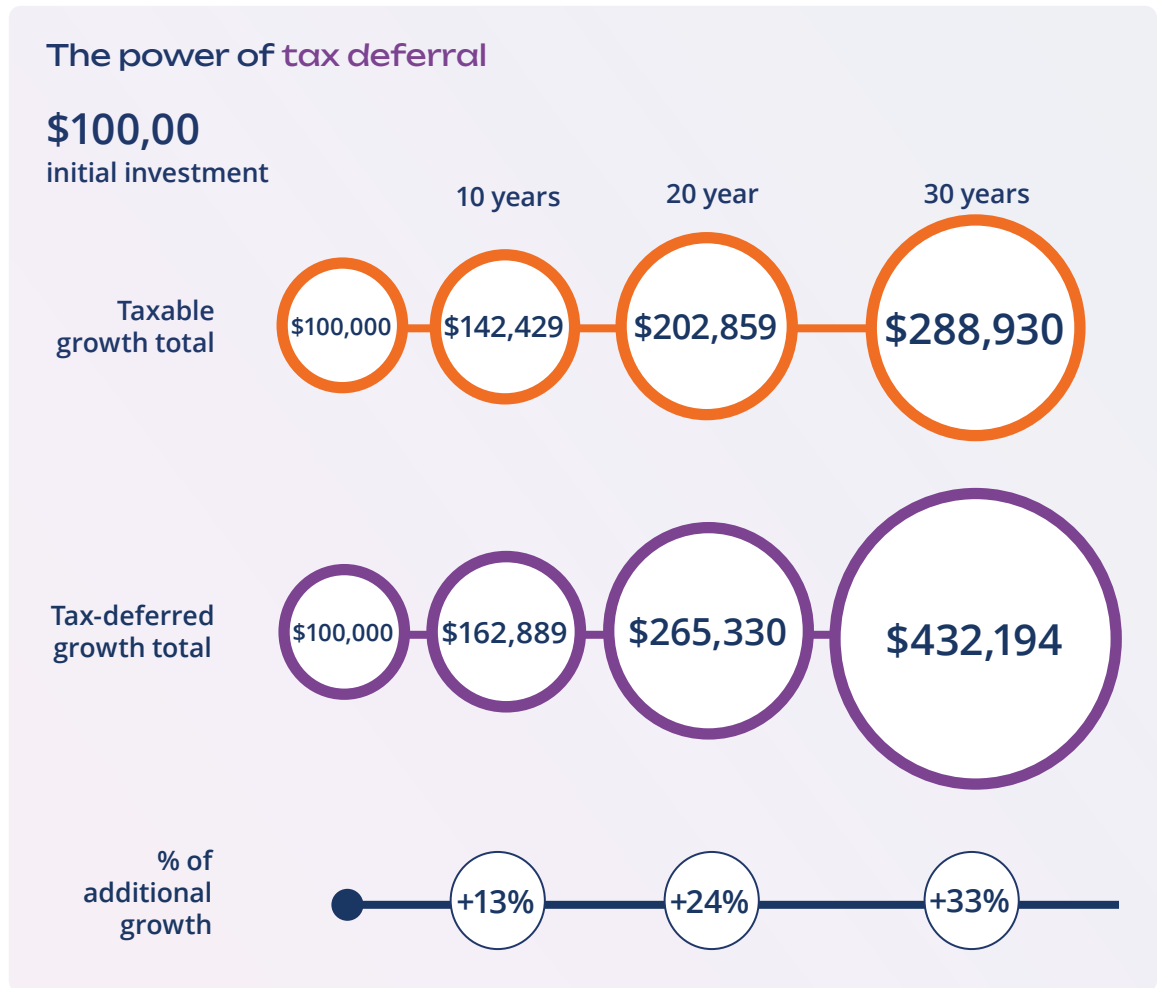 The power of tax deferral
$100,00
initial investment
10 years
20 year
30 years
Taxable
growth total
$100,000
$142,429
$202,859
$288,930
Tax-deferred
growth total
$100,000
$162,889
$265,330
$432,194
% of
additional
growth
+13%
+24%
+33%